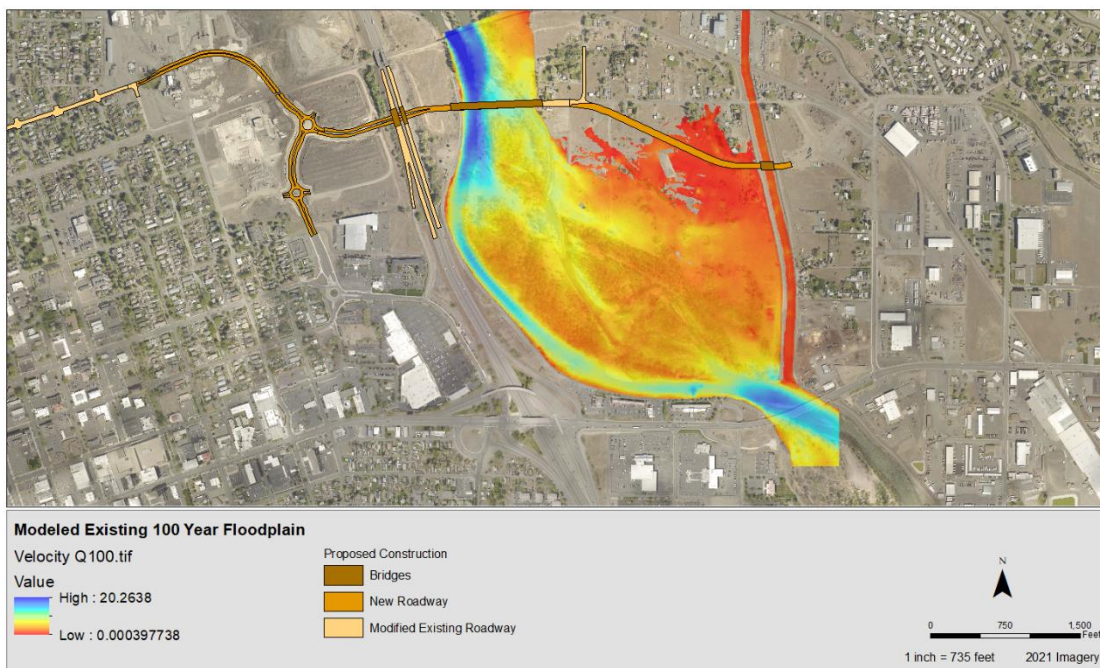 Modeled Existing 100 Year Floodplain
Velocity Q100.tif
Value
High : 20.2638
Low : 0.000397738
Proposed Construction
Bridges
New Roadway
Modified Existing Roadway
N
0 750 1,500
Feet
1 inch = 735 feet 2021 Imagery